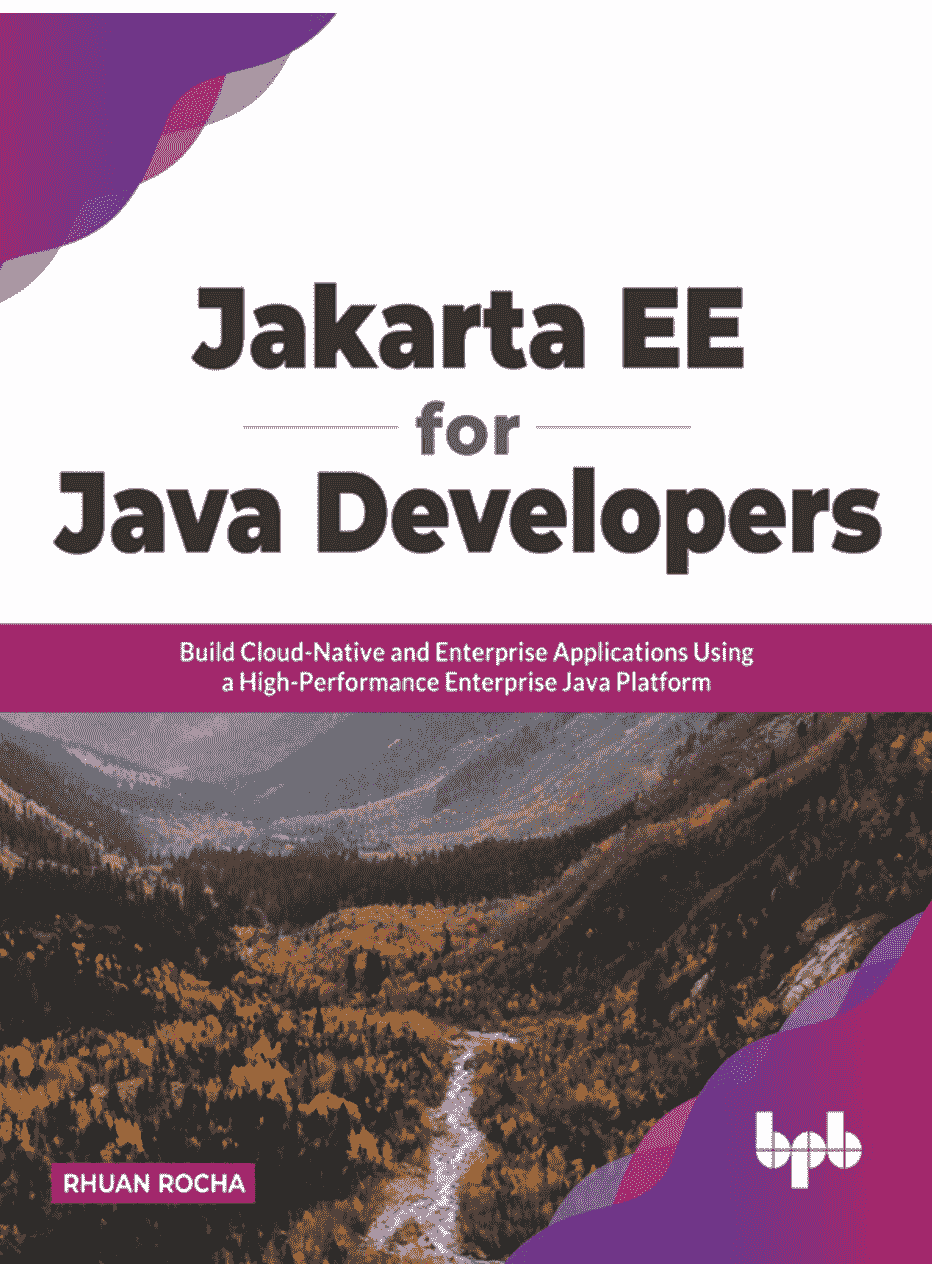 Jakarta EE
for
Java Developers
Build Cloud-Native and Enterprise Applications Using
a High-Performance Enterprise Java Platform
RHUAN ROCHA
bpb